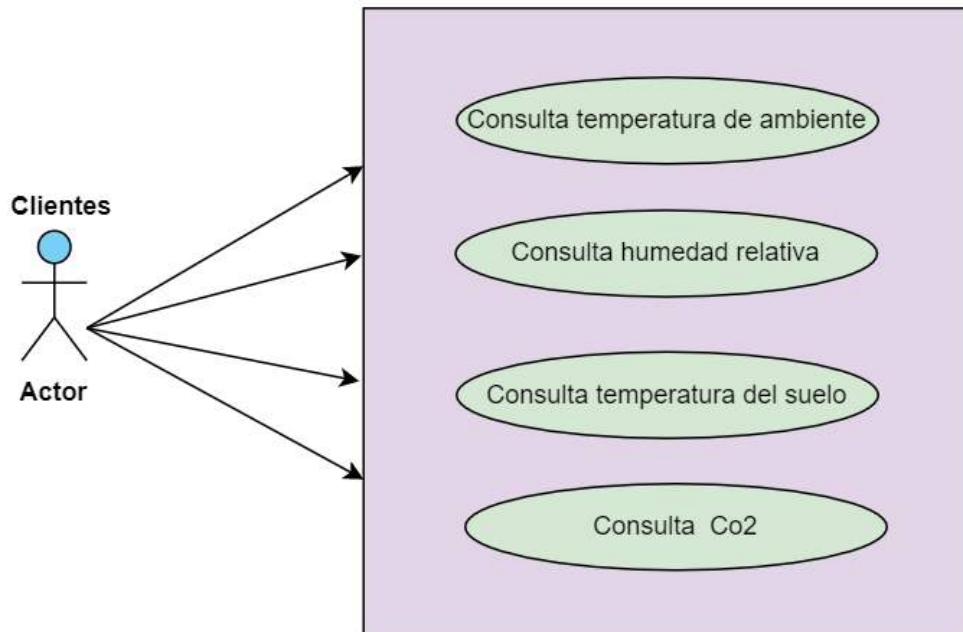 Clientes
Actor
Consulta temperatura de ambiente
Consulta humedad relativa
Consulta temperatura del suelo
Consulta Co2